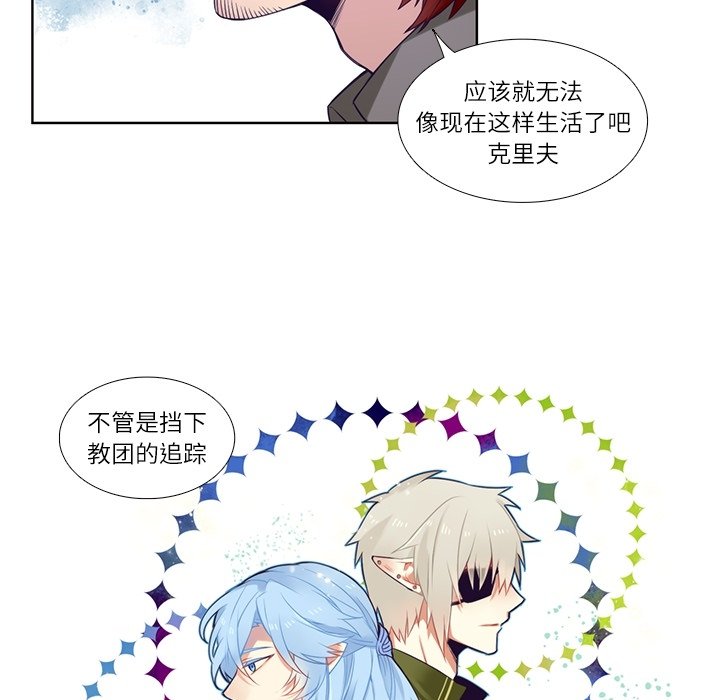 应该就无法
像现在这样生活了吧
克里夫
不管是挡下
教团的追踪